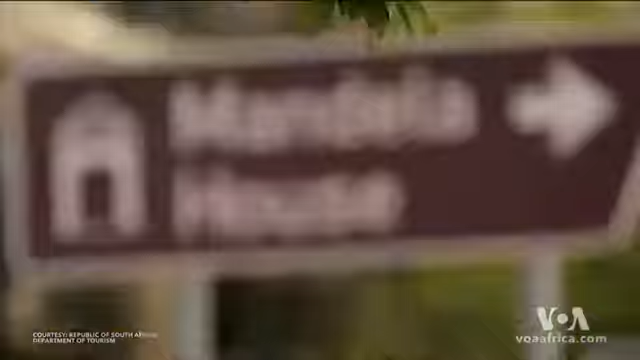 Mandela
House
COURTESY: REPUBLIC OF SOUTH AFRICA
DEPARTMENT OF TOURISM
VOA
voaafrica.com